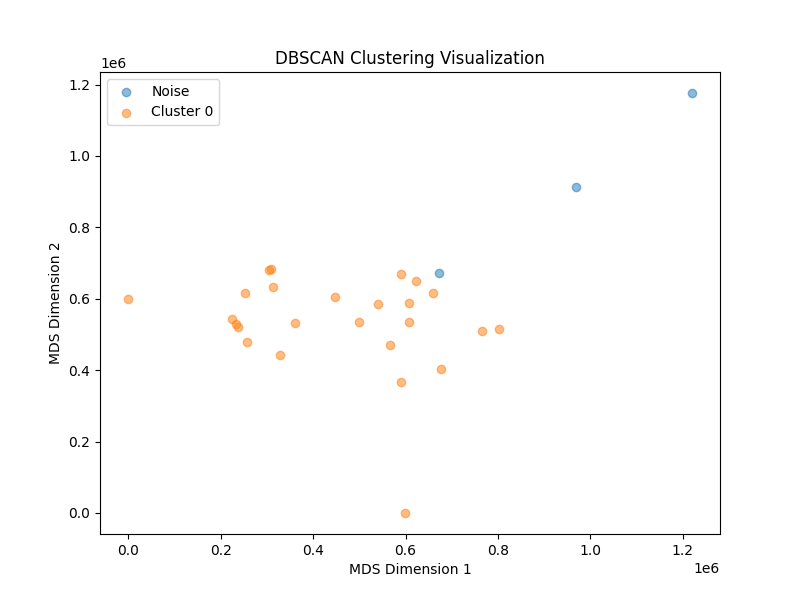 DBSCAN Clustering Visualization
1e6
Noise
Cluster 0
1.2
1.0
0.8
0.6
0.4
0.2
0.0
MDS Dimension 2
0.0 0.2 0.4 0.6 0.8 1.0 1.2
MDS Dimension 1
1e6